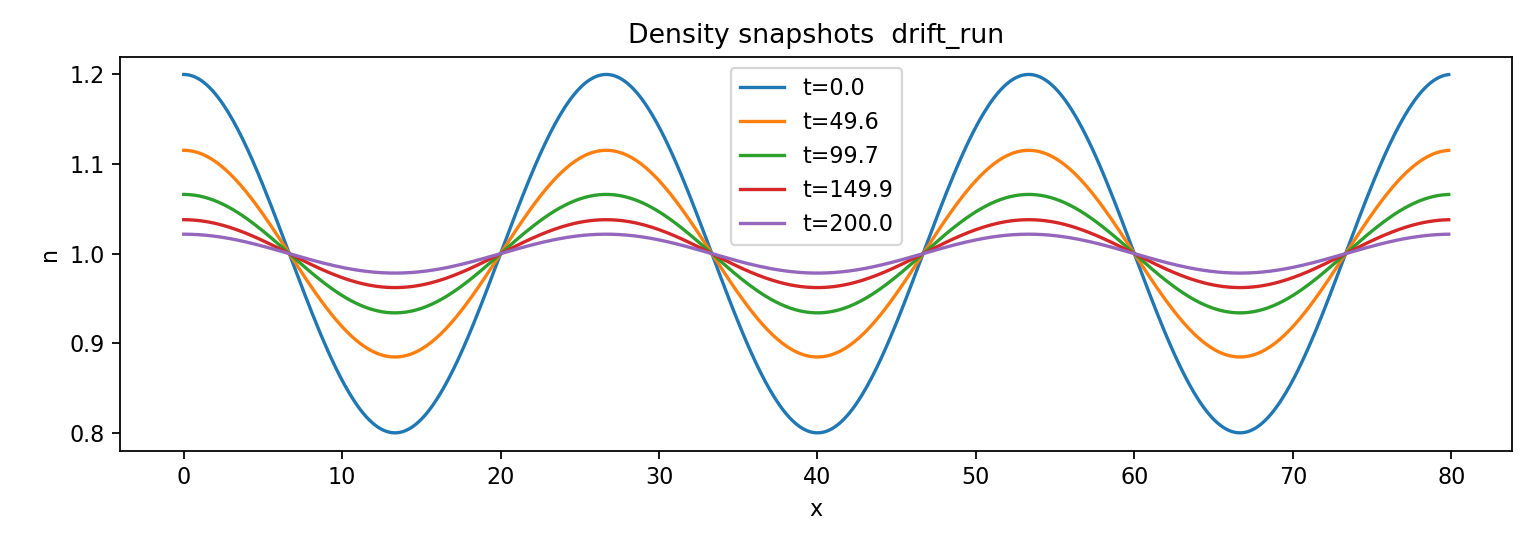 Density snapshots  drift_run
n
1.2
1.1
1.0
0.9
0.8
t=0.0
t=49.6
t=99.7
t=149.9
t=200.0
0 10 20 30 40 50 60 70 80
x